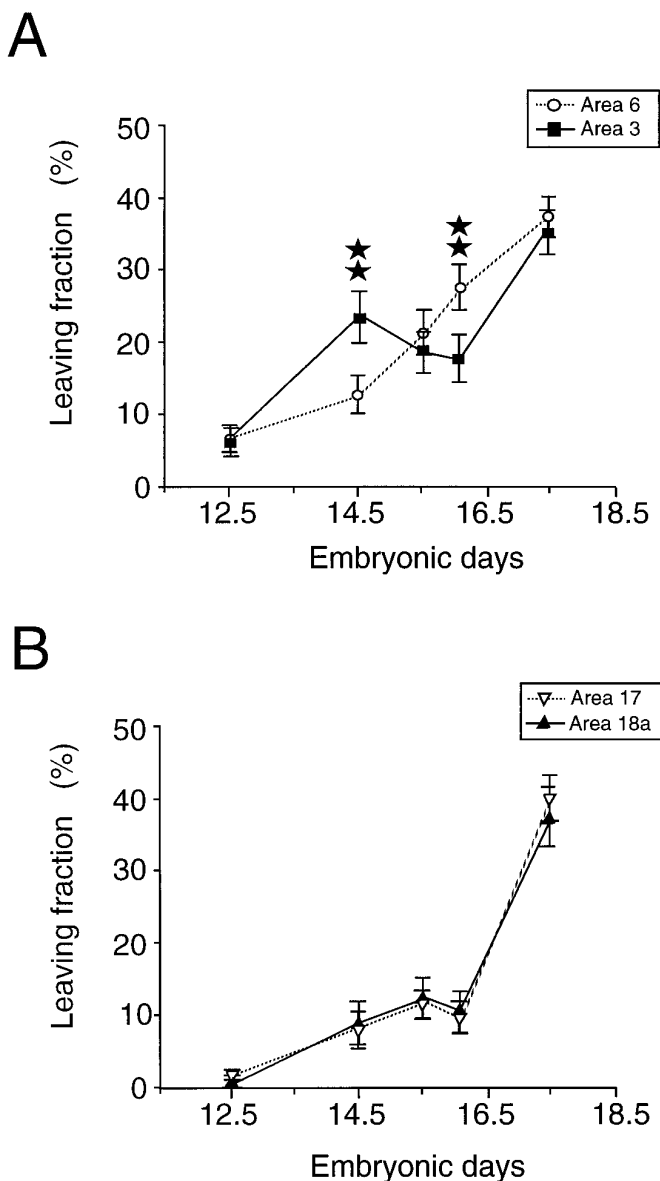 A
Area 6
Area 3
50
40
30
20
10
0
Leaving fraction (%)
12.5 14.5 16.5 18.5
Embryonic days
B
Area 17
Area 18a
50
40
30
20
10
0
Leaving fraction (%)
12.5 14.5 16.5 18.5
Embryonic days